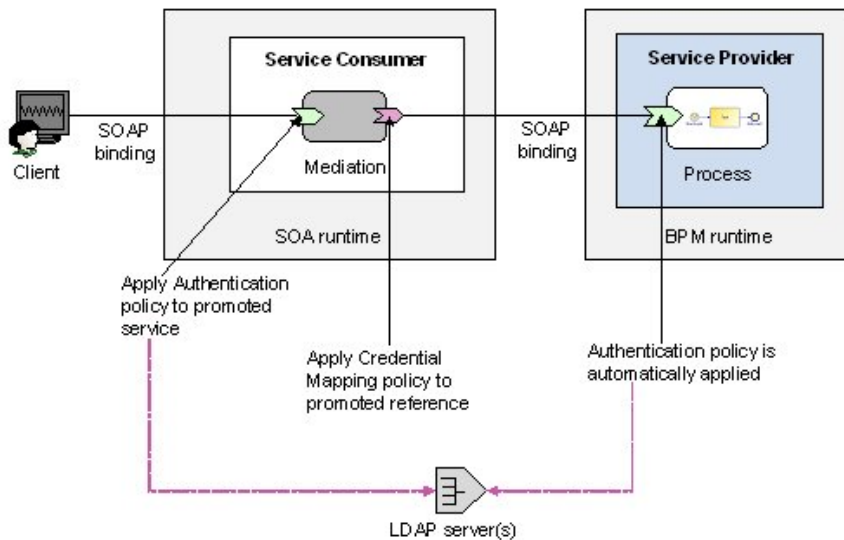 Service Consumer
Service Provider
SOAP
binding
SOAP
binding
Client
Mediation
Process
SOA runtime
BPM runtime
Apply Authentication
policy to promoted
service
Apply Credential
Mapping policy to
promoted reference
Authentication policy is
automatically applied
LDAP server(s)